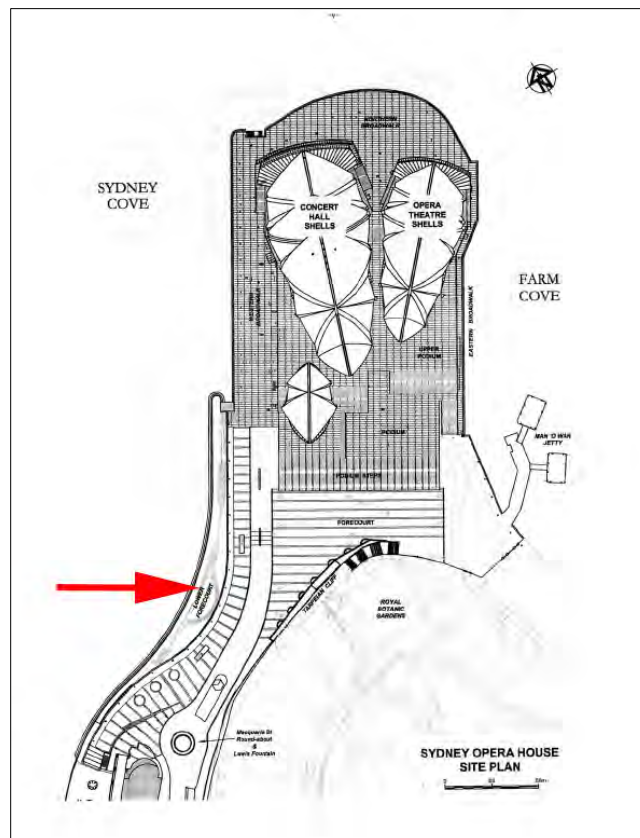 NORTHERN
BROADWALK
SYDNEY
COVE
CONCERT
HALL
SHELLS
OPERA
THEATRE
SHELLS
FARM
COVE
WESTERN
BROADWALK
EASTERN BROADWALK
UPPER
PODIUM
MAN 'O WAR
JETTY
PODIUM
PODIUM STEPS
FORECOURT
LOWER
FORECOURT
TARPEIAN CLIFF
ROYAL
BOTANIC
GARDENS
Macquarie St
Round-about
&
Lewis Fountain
SYDNEY OPERA HOUSE
SITE PLAN
0